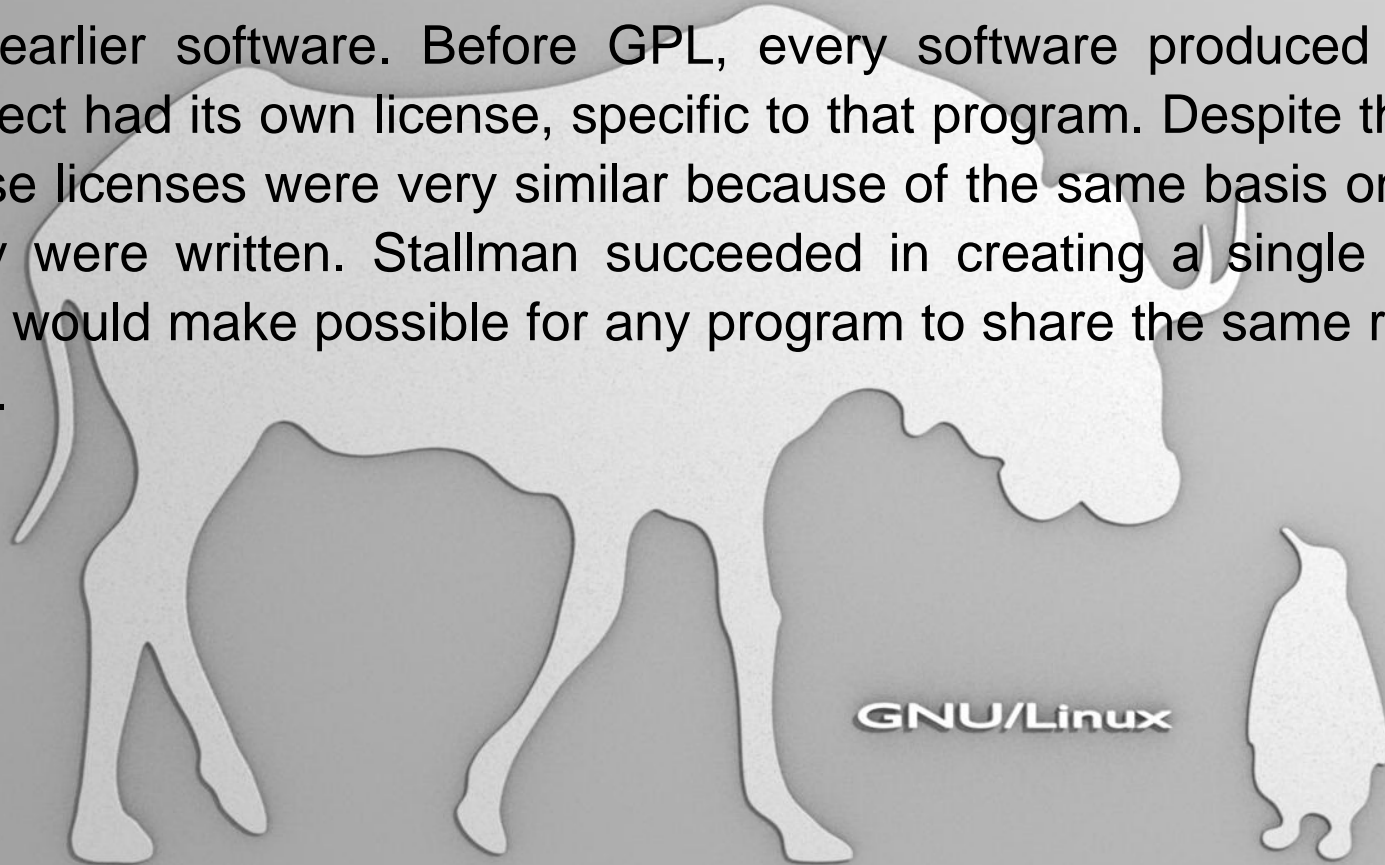 earlier software. Before GPL, every software produced
ect had its own license, specific to that program. Despite th
se licenses were very similar because of the same basis or
y were written. Stallman succeeded in creating a single
would make possible for any program to share the same r
.
GNU/Linux